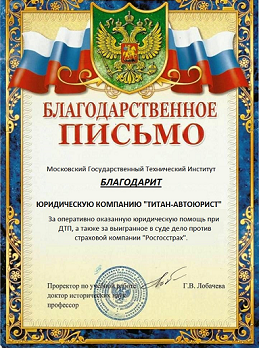 БЛАГОДАРСТВЕННОЕ
ПИСЬМО
Московский Государственный Технический Институт
БЛАГОДАРИТ
ЮРИДИЧЕСКУЮ КОМПАНИЮ "ТИТАН-АВТОЮРИСТ"
За оперативно оказанную юридическую помощь при
ДТП, а также за выигранное в суде дело против
страховой компании "Росгосстрах".
Проректор по учебной работе
Г.В. Лобачева
доктор исторических наук
профессор